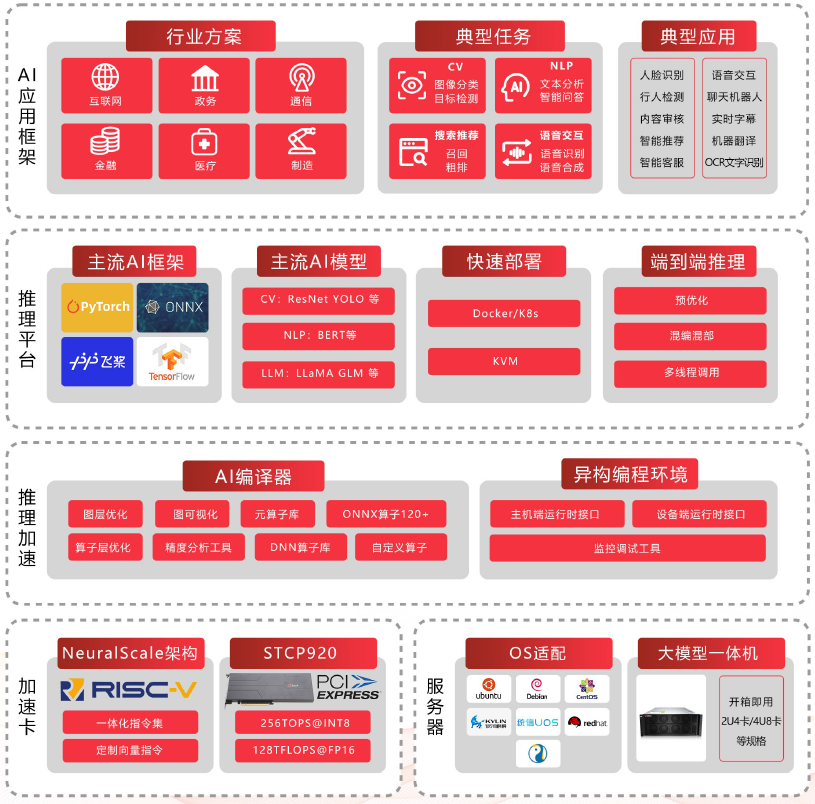 AI应用框架
行业方案
互联网
政务
通信
金融
医疗
制造
典型任务
CV
图像分类
目标检测
NLP
AI
文本分析
智能问答
搜索推荐
召回
粗排
语音交互
语音识别
语音合成
典型应用
人脸识别
行人检测
内容审核
智能推荐
智能客服
语音交互
聊天机器人
实时字幕
机器翻译
OCR文字识别
推理平台
主流AI框架
PyTorch
ONNX
飞桨
TensorFlow
主流AI模型
CV：ResNet YOLO 等
NLP：BERT等
LLM：LLaMA GLM 等
快速部署
Docker/K8s
KVM
端到端推理
预优化
混编混部
多线程调用
推理加速
AI编译器
图层优化
图可视化
元算子库
ONNX算子120+
算子层优化
精度分析工具
DNN算子库
自定义算子
异构编程环境
主机端运行时接口
设备端运行时接口
监控调试工具
加速卡
NeuralScale架构
RISC-V
一体化指令集
定制向量指令
STCP920
PCI
EXPRESS
256TOPS@INT8
128TFLOPS@FP16
服务器
OS适配
ubuntu
Debian
CentOS
KYLIN
统信UOS
redhat
大模型一体机
开箱即用
2U4卡/4U8卡
等规格